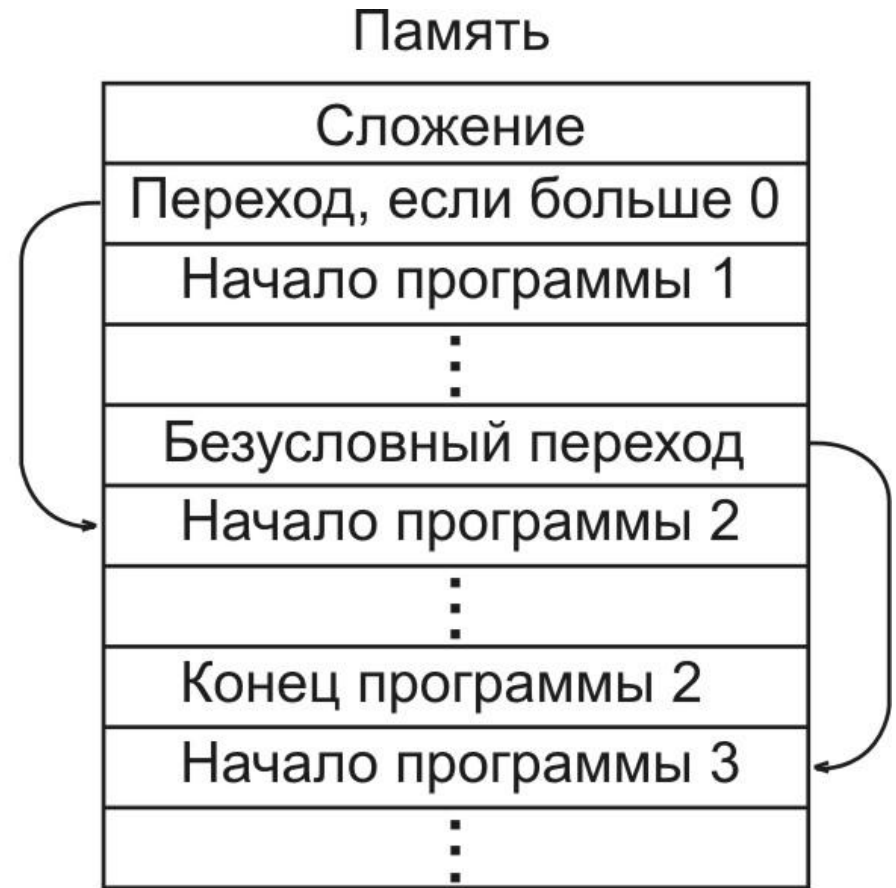 Память
Сложение
Переход, если больше 0
Начало программы 1
⋮
Безусловный переход
Начало программы 2
⋮
Конец программы 2
Начало программы 3
⋮